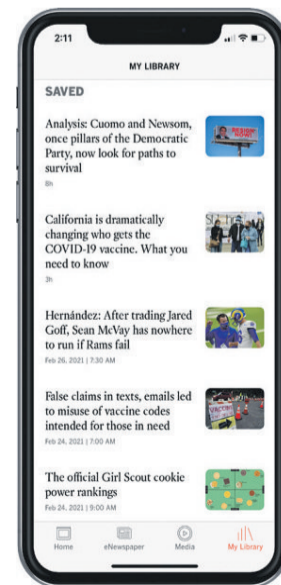 2:11
MY LIBRARY
SAVED
Analysis: Cuomo and Newsom,
once pillars of the Democratic
Party, now look for paths to
survival
8h
California is dramatically
changing who gets the
COVID-19 vaccine. What you
need to know
3h
Hernández: After trading Jared
Goff, Sean McVay has nowhere
to run if Rams fail
Feb 26, 2021 | 7:30 AM
False claims in texts, emails led
to misuse of vaccine codes
intended for those in need
Feb 24, 2021 | 7:00 AM
The official Girl Scout cookie
power rankings
Feb 24, 2021 | 9:00 AM
Home
eNewspaper
Media
My Library